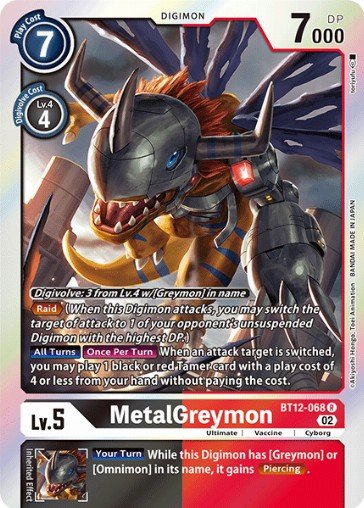 Play Cost
7
DIGIMON
DP
7000
Digivolve Cost
Lv.4
4
toriyufu
©Akiyoshi Hongo, Toei Animation BANDAI MADE IN JAPAN
Digivolve: 3 from Lv.4 w/[Greymon] in name
Raid (When this Digimon attacks, you may switch the
target of attack to 1 of your opponent's unsuspended
Digimon with the highest DP.)
All Turns Once Per Turn When an attack target is switched,
you may play 1 black or red Tamer card with a play cost of
4 or less from your hand without paying the cost.
Lv.5
MetalGreymon
BT12-068 R
02
Ultimate | Vaccine | Cyborg
Inherited Effect
Your Turn While this Digimon has [Greymon] or
[Omnimon] in its name, it gains Piercing.